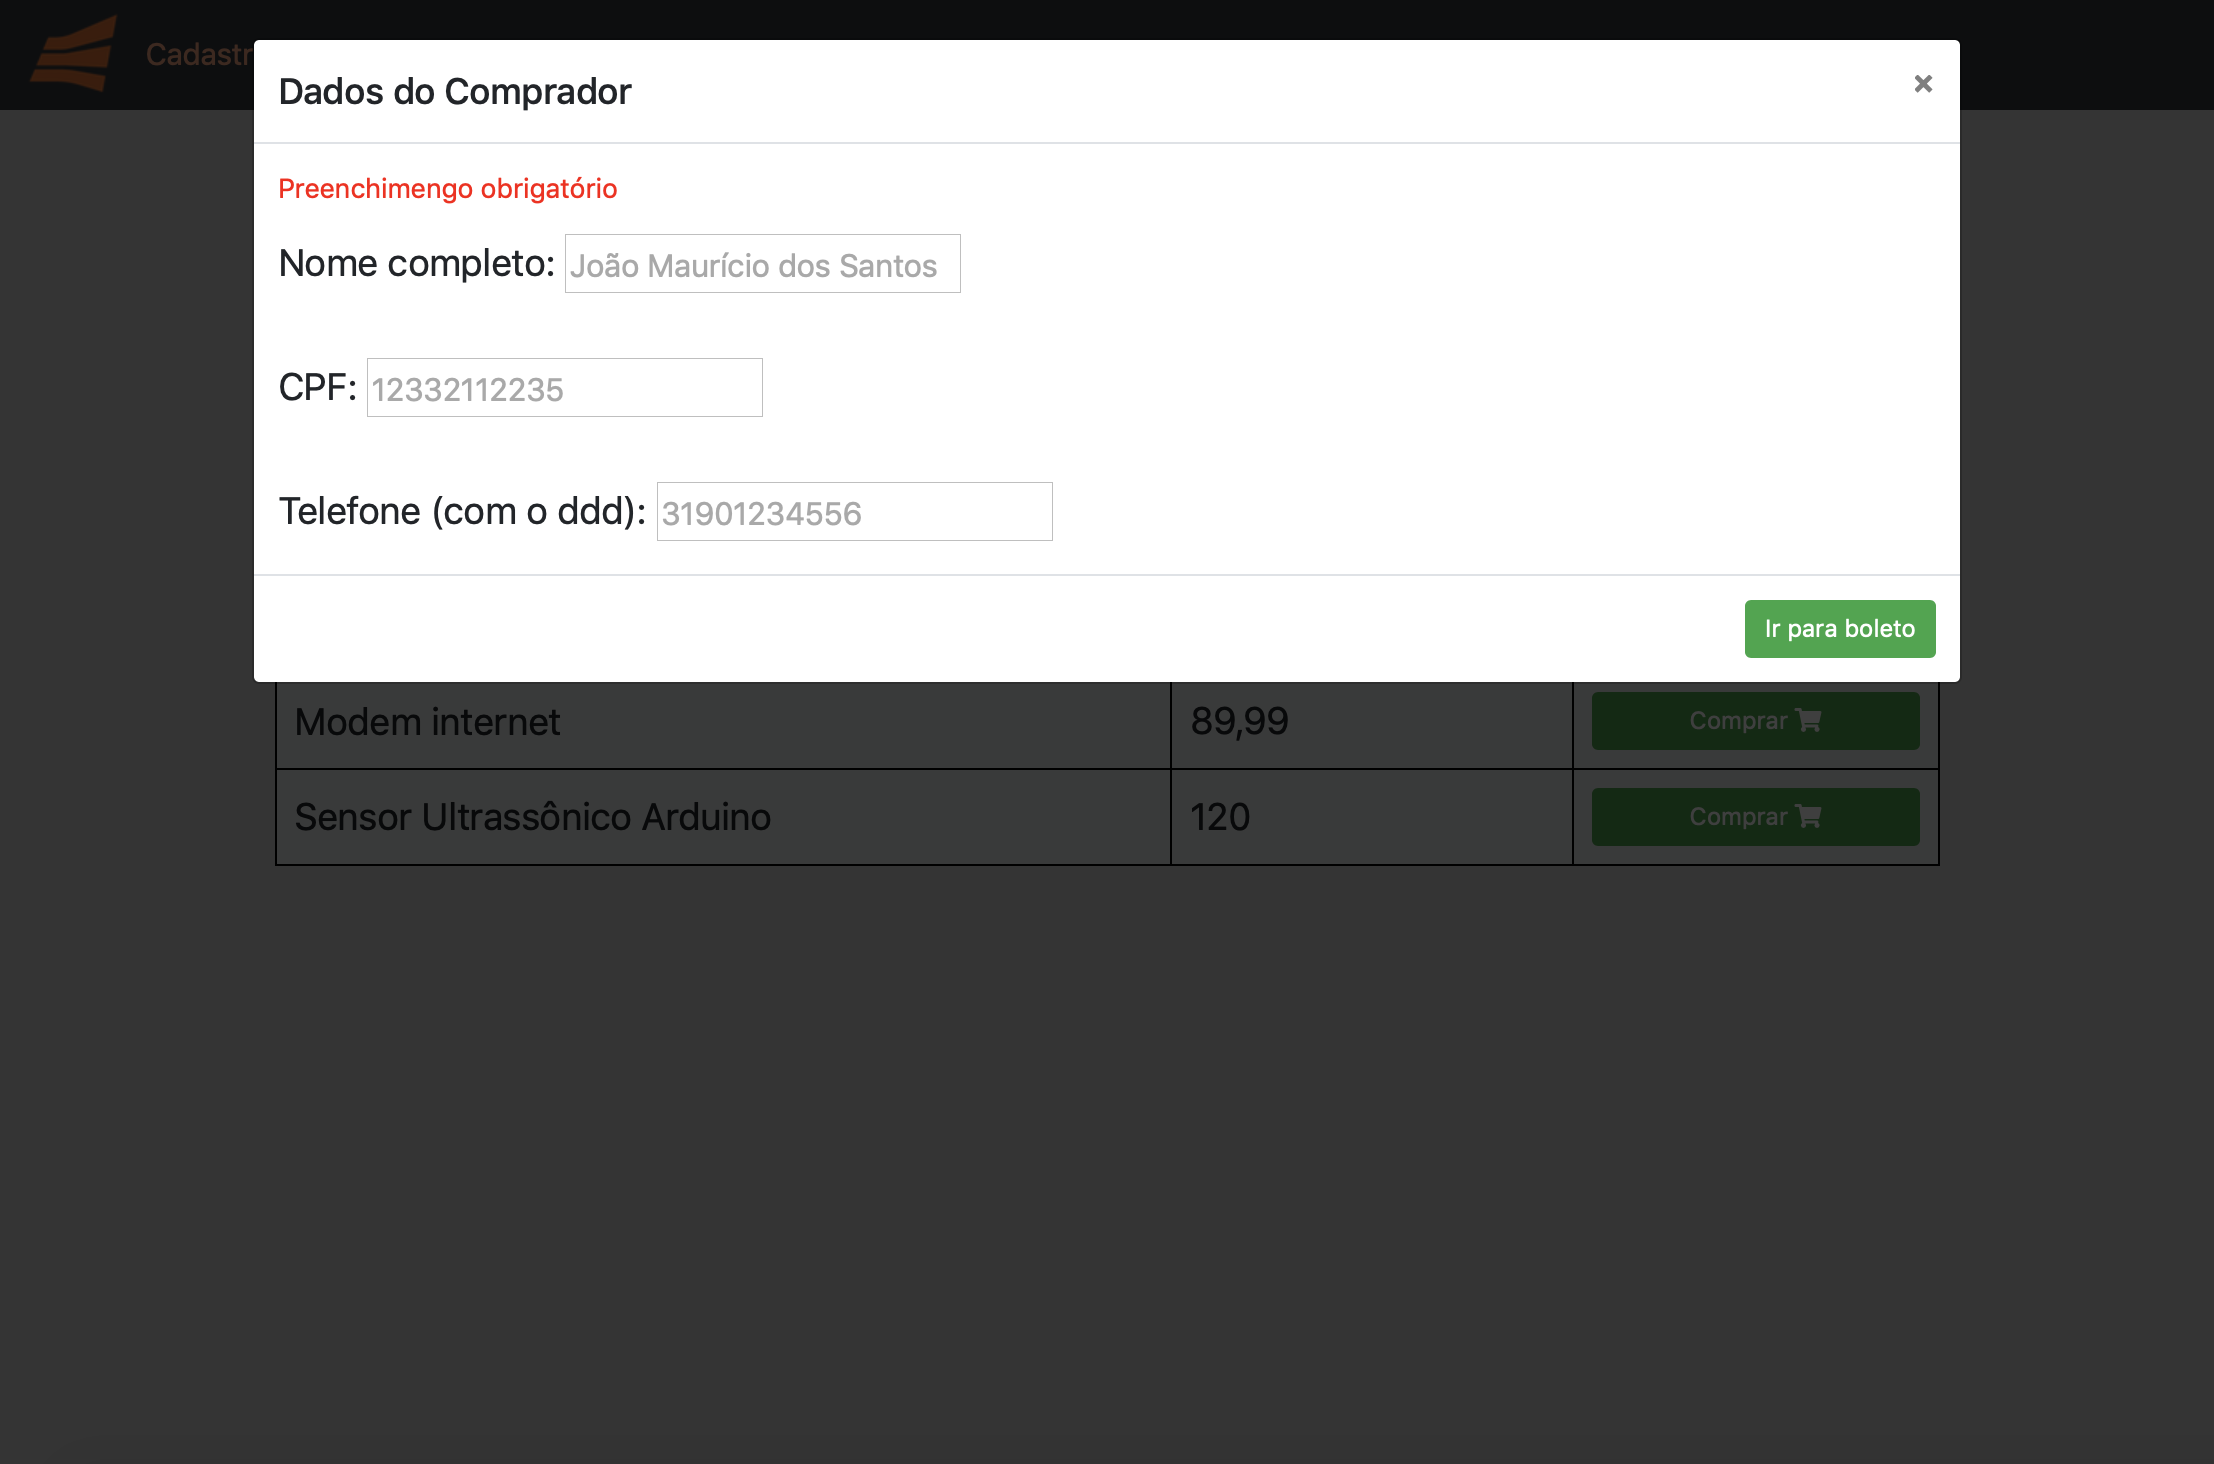 Cadastr
Dados do Comprador ×
Preenchimengo obrigatório
Nome completo: João Maurício dos Santos
CPF: 12332112235
Telefone (com o ddd): 31901234556
Ir para boleto
Modem internet 89,99 Comprar
Sensor Ultrassônico Arduino 120 Comprar